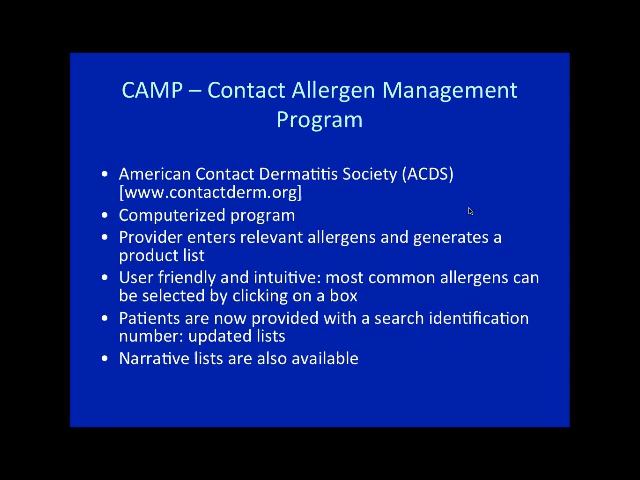 CAMP – Contact Allergen Management
Program
• American Contact Dermatitis Society (ACDS)
[www.contactderm.org]
• Computerized program
• Provider enters relevant allergens and generates a
product list
• User friendly and intuitive: most common allergens can
be selected by clicking on a box
• Patients are now provided with a search identification
number: updated lists
• Narrative lists are also available